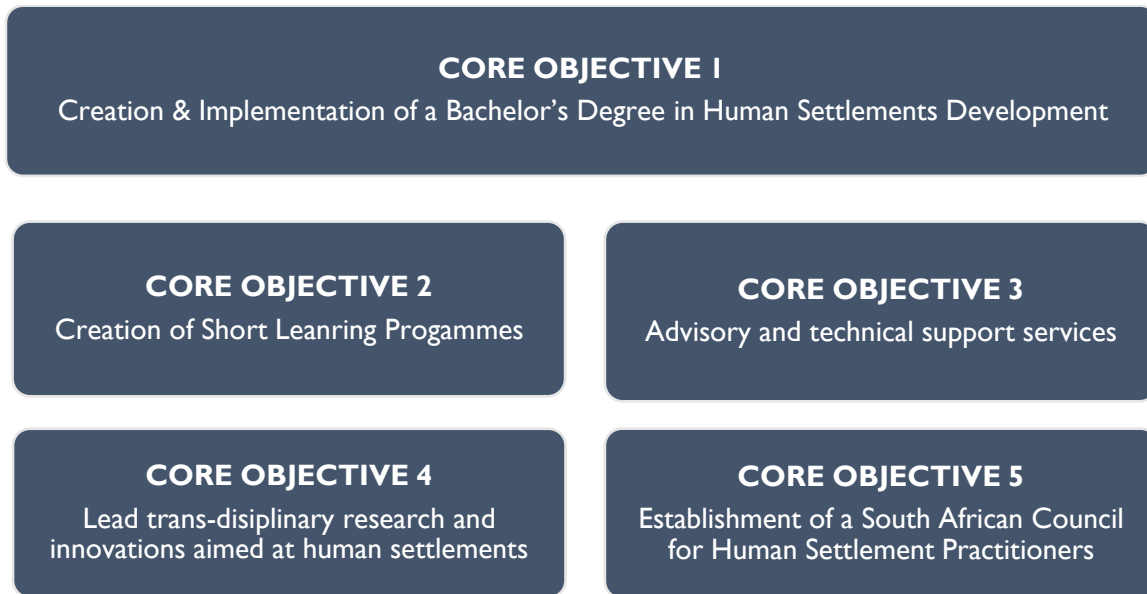 CORE OBJECTIVE 1
Creation & Implementation of a Bachelor’s Degree in Human Settlements Development
CORE OBJECTIVE 2
Creation of Short Leanring Progammes
CORE OBJECTIVE 3
Advisory and technical support services
CORE OBJECTIVE 4
Lead trans-disiplinary research and
innovations aimed at human settlements
CORE OBJECTIVE 5
Establishment of a South African Council
for Human Settlement Practitioners